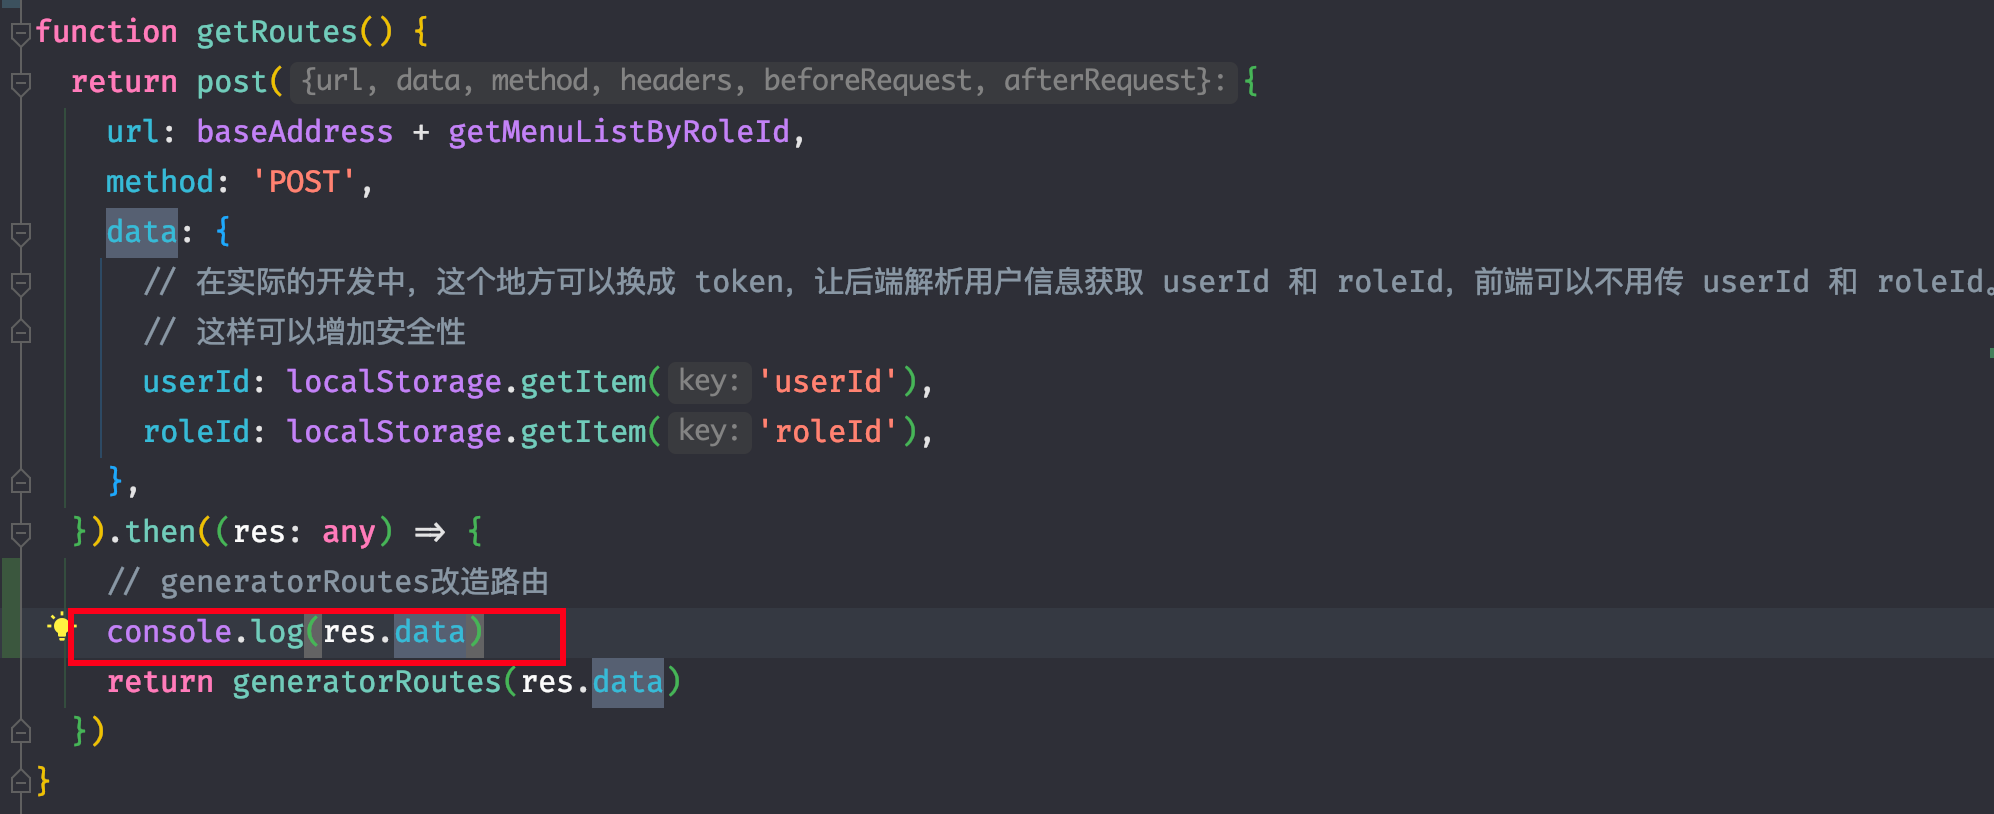 function getRoutes() {
return post( {url, data, method, headers, beforeRequest, afterRequest}: {
url: baseAddress + getMenuListByRoleId,
method: 'POST',
data: {
// 在实际的开发中，这个地方可以换成 token，让后端解析用户信息获取 userId 和 roleId，前端可以不用传 userId 和 roleId。
// 这样可以增加安全性
userId: localStorage.getItem( key: 'userId'),
roleId: localStorage.getItem( key: 'roleId'),
},
}).then((res: any) => {
// generatorRoutes改造路由
console.log(res.data)
return generatorRoutes(res.data)
})
}